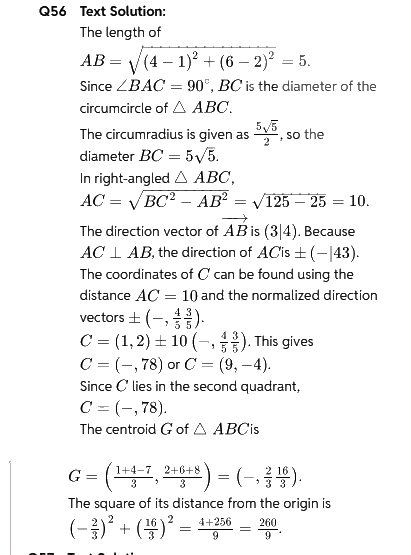 Q56 Text Solution:
The length of
AB = √((4 − 1)² + (6 − 2)²) = 5.
Since ∠BAC = 90°, BC is the diameter of the
circumcircle of △ ABC.
The circumradius is given as 5√5/2, so the
diameter BC = 5√5.
In right-angled △ ABC,
AC = √(BC² − AB²) = √(125 − 25) = 10.
The direction vector of AB⃗ is (3|4). Because
AC ⊥ AB, the direction of ACis ± (−|43).
The coordinates of C can be found using the
distance AC = 10 and the normalized direction
vectors ± (−, 4/5 3/5).
C = (1, 2) ± 10 (−, 4/5 3/5). This gives
C = (−, 78) or C = (9, −4).
Since C lies in the second quadrant,
C = (−, 78).
The centroid G of △ ABCis
G = ((1+4−7)/3, (2+6+8)/3) = (−, 2/3 16/3).
The square of its distance from the origin is
(−2/3)² + (16/3)² = (4+256)/9 = 260/9.